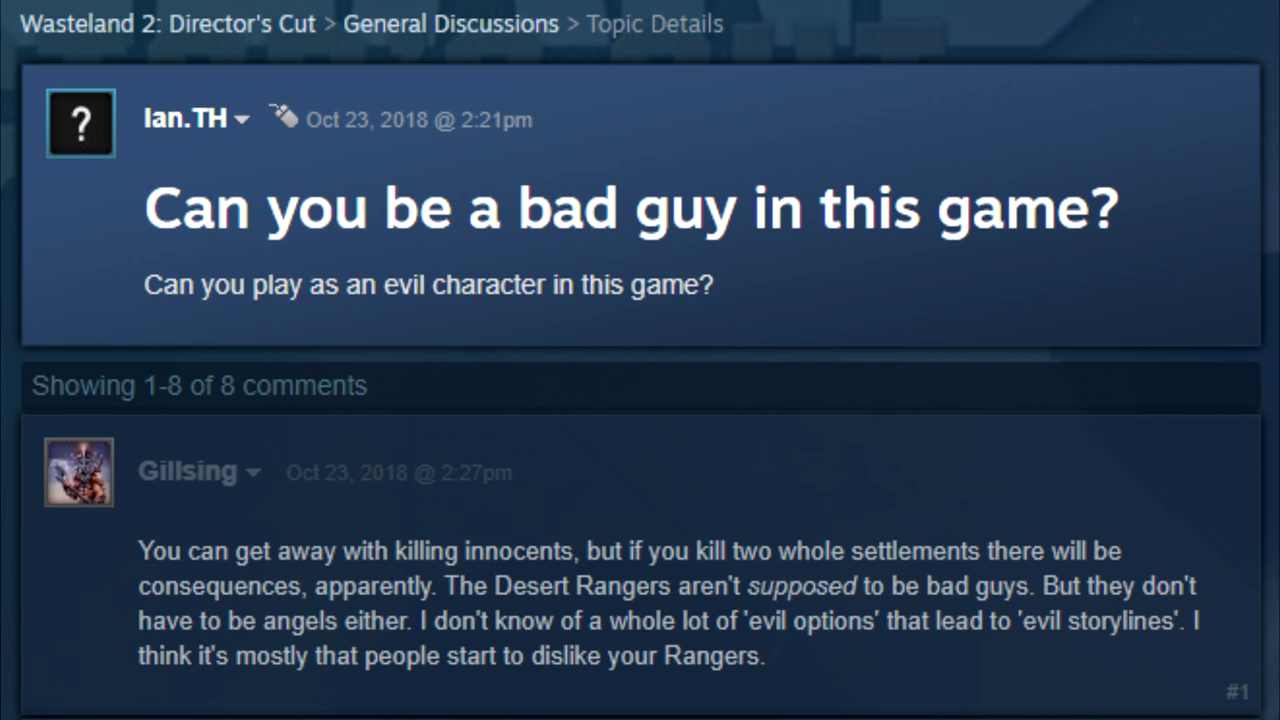 Wasteland 2: Director's Cut > General Discussions > Topic Details
?
Ian.TH Oct 23, 2018 @ 2:21pm
Can you be a bad guy in this game?
Can you play as an evil character in this game?
Showing 1-8 of 8 comments
Gillsing Oct 23, 2018 @ 2:27pm
You can get away with killing innocents, but if you kill two whole settlements there will be
consequences, apparently. The Desert Rangers aren't supposed to be bad guys. But they don't
have to be angels either. I don't know of a whole lot of 'evil options' that lead to 'evil storylines'. I
think it's mostly that people start to dislike your Rangers.
#1